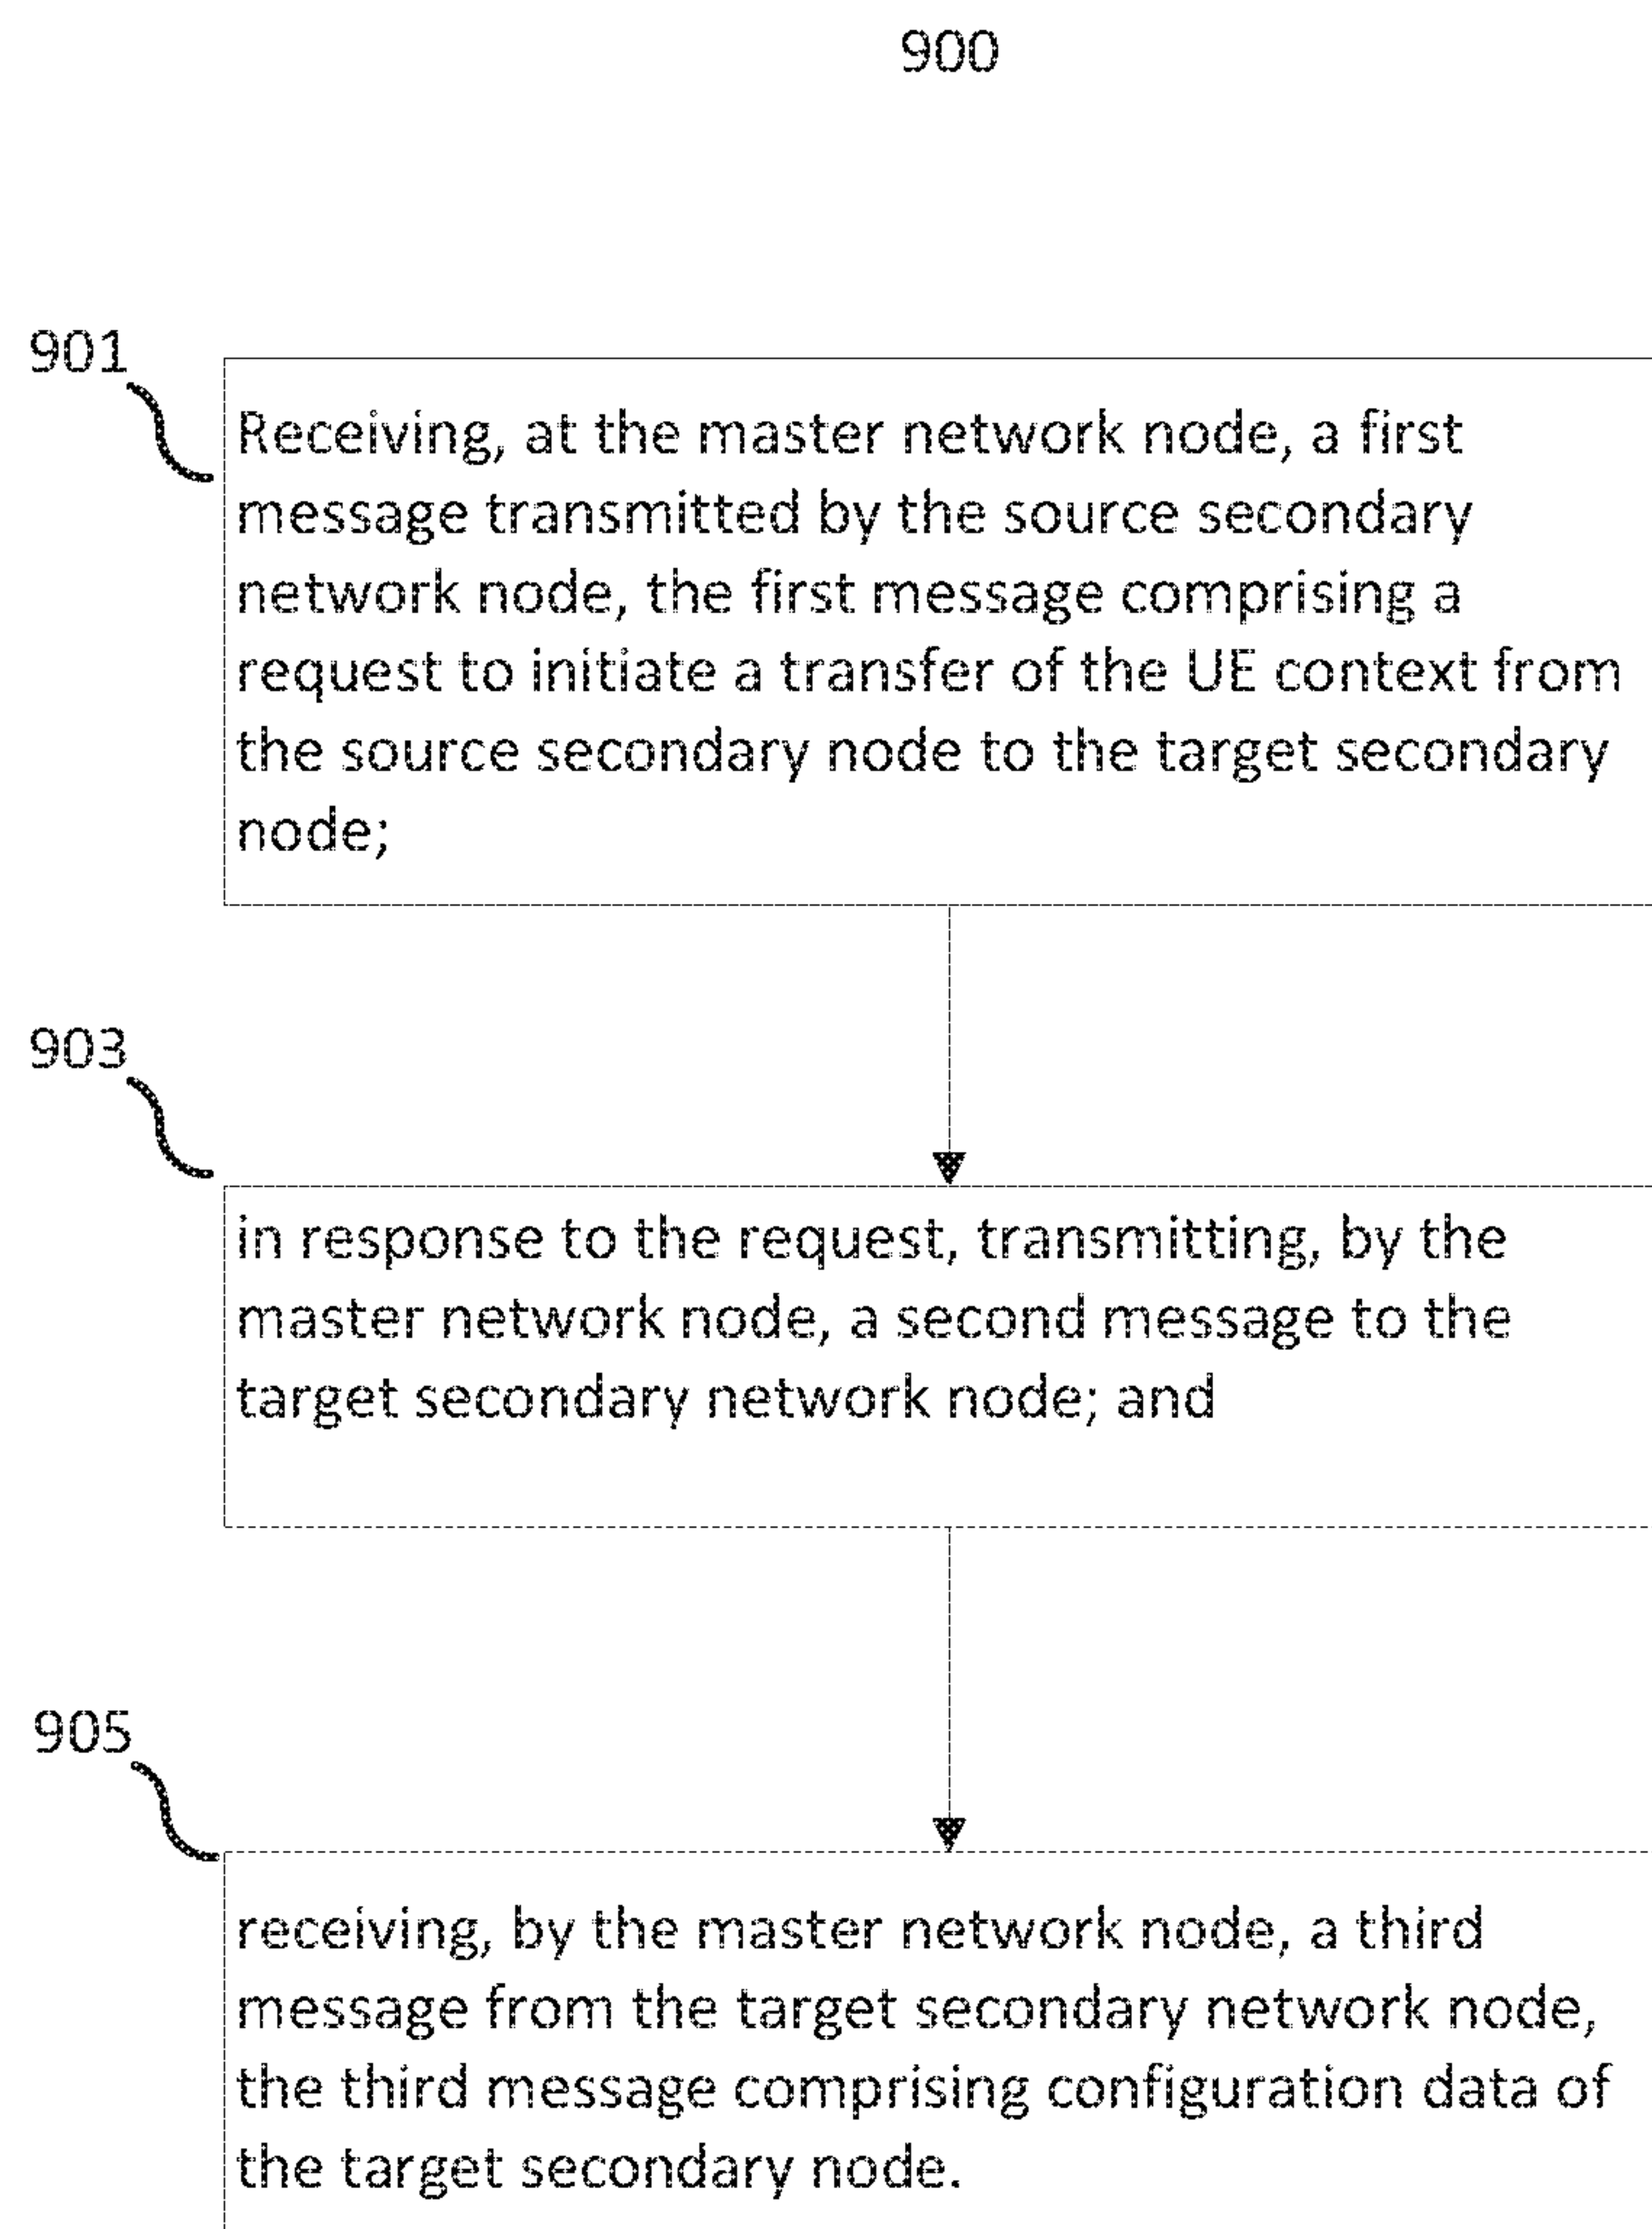 900
901
Receiving, at the master network node, a first
message transmitted by the source secondary
network node, the first message comprising a
request to initiate a transfer of the UE context from
the source secondary node to the target secondary
node;
903
in response to the request, transmitting, by the
master network node, a second message to the
target secondary network node; and
905
receiving, by the master network node, a third
message from the target secondary network node,
the third message comprising configuration data of
the target secondary node.